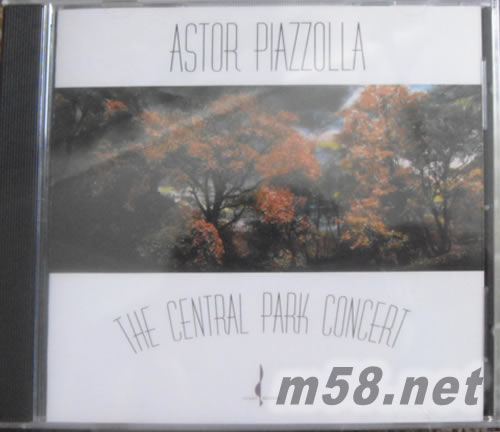 ASTOR PIAZZOLLA
THE CENTRAL PARK CONCERT
m58.net